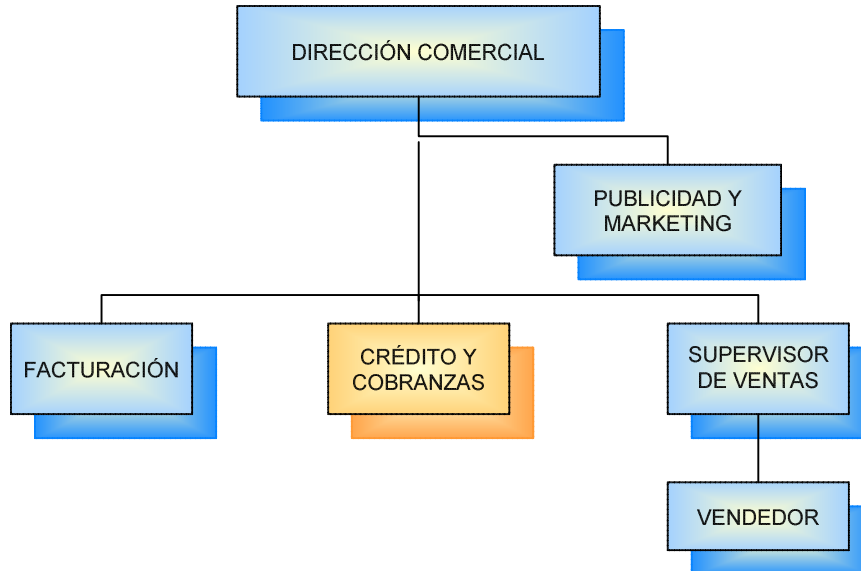 DIRECCIÓN COMERCIAL
PUBLICIDAD Y
MARKETING
FACTURACIÓN
CRÉDITO Y
COBRANZAS
SUPERVISOR
DE VENTAS
VENDEDOR